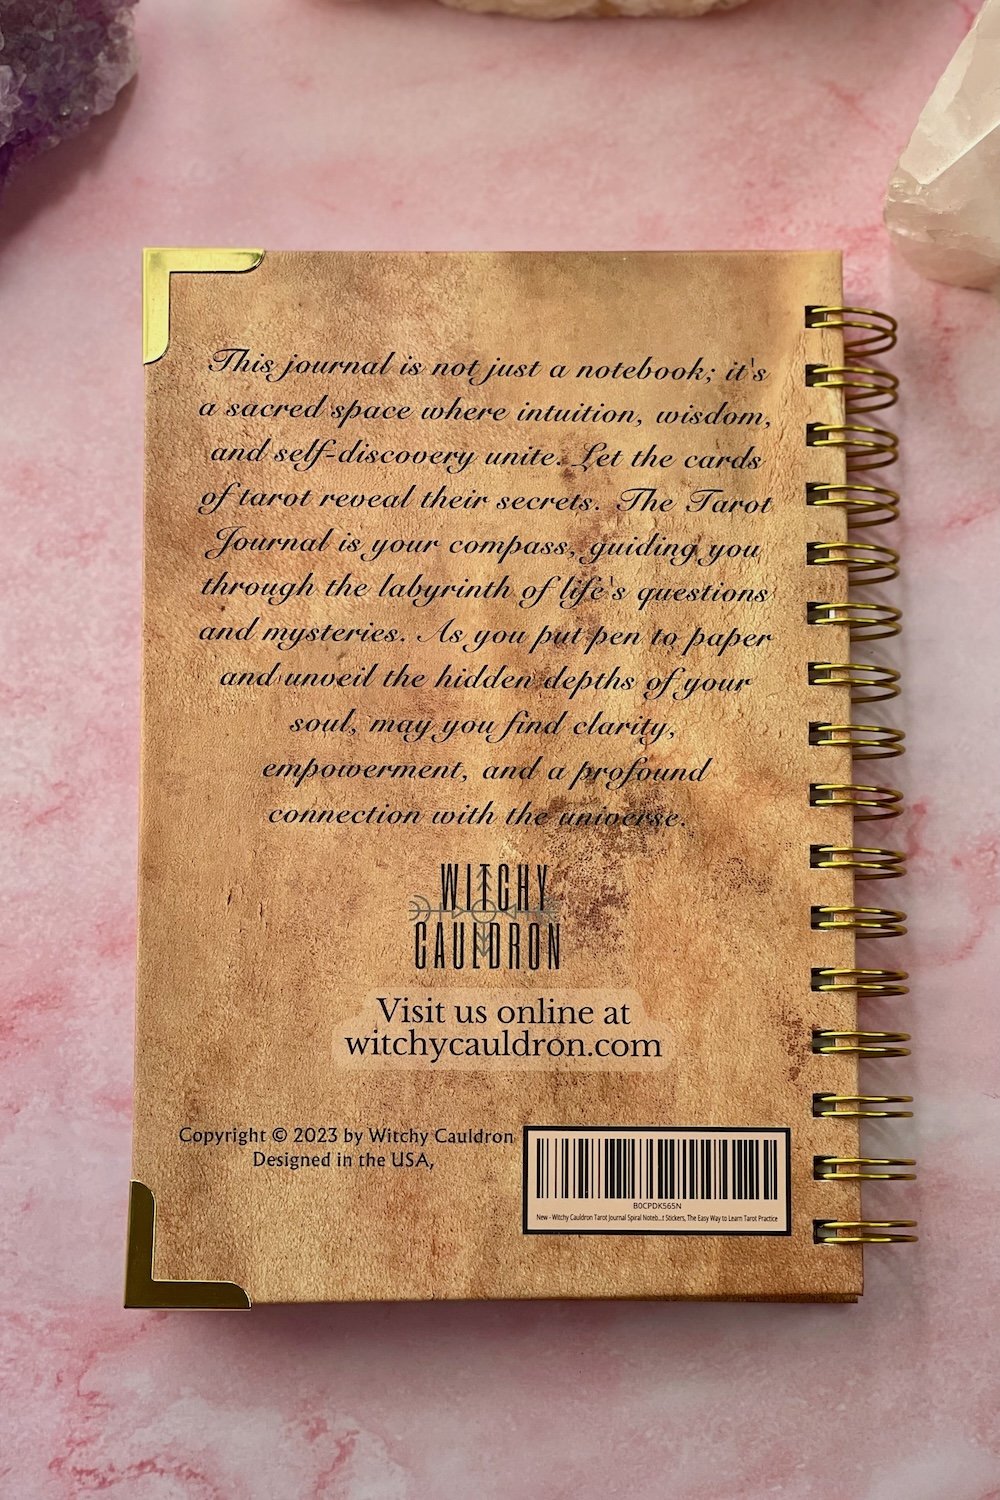 This journal is not just a notebook; it's
a sacred space where intuition, wisdom,
and self-discovery unite. Let the cards
of tarot reveal their secrets. The Tarot
Journal is your compass, guiding you
through the labyrinth of life's questions
and mysteries. As you put pen to paper
and unveil the hidden depths of your
soul, may you find clarity,
empowerment, and a profound
connection with the universe.
WITCHY
CAULDRON
Visit us online at
witchycauldron.com
Copyright © 2023 by Witchy Cauldron
Designed in the USA,
B0CPDK565N
New - Witchy Cauldron Tarot Journal Spiral Noteb...t Stickers, The Easy Way to Learn Tarot Practice